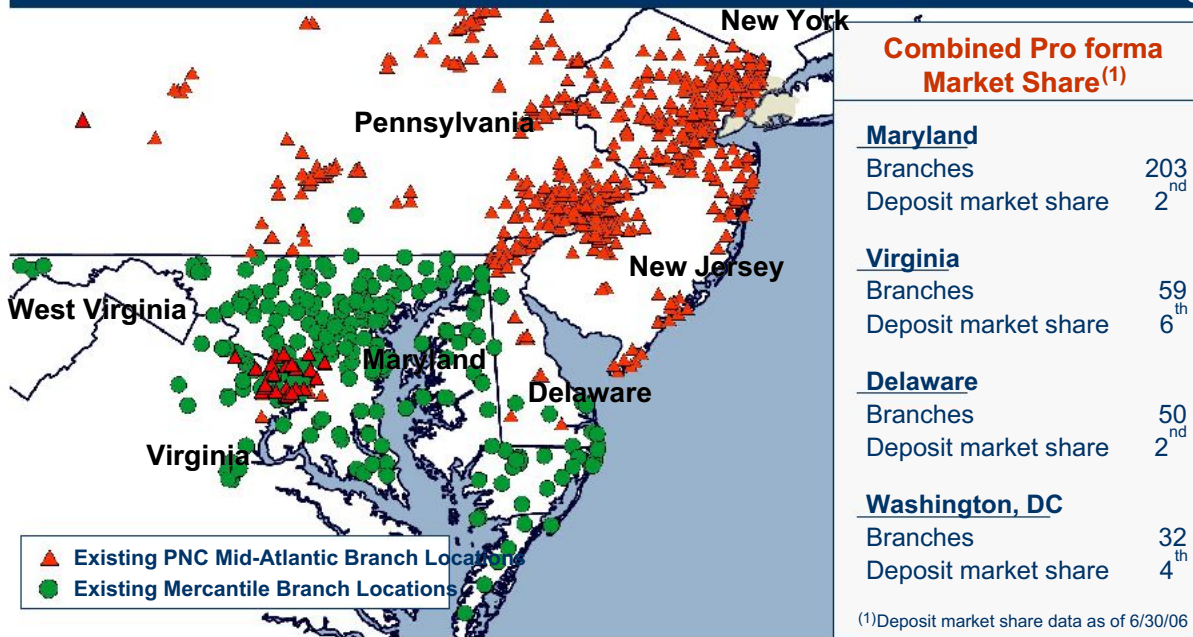 New York
Pennsylvania
New Jersey
West Virginia
Maryland
Delaware
Virginia
Existing PNC Mid-Atlantic Branch Locations
Existing Mercantile Branch Locations
Combined Pro forma
Market Share(1)
Maryland
Branches 203
Deposit market share 2nd
Virginia
Branches 59
Deposit market share 6th
Delaware
Branches 50
Deposit market share 2nd
Washington, DC
Branches 32
Deposit market share 4th
(1)Deposit market share data as of 6/30/06